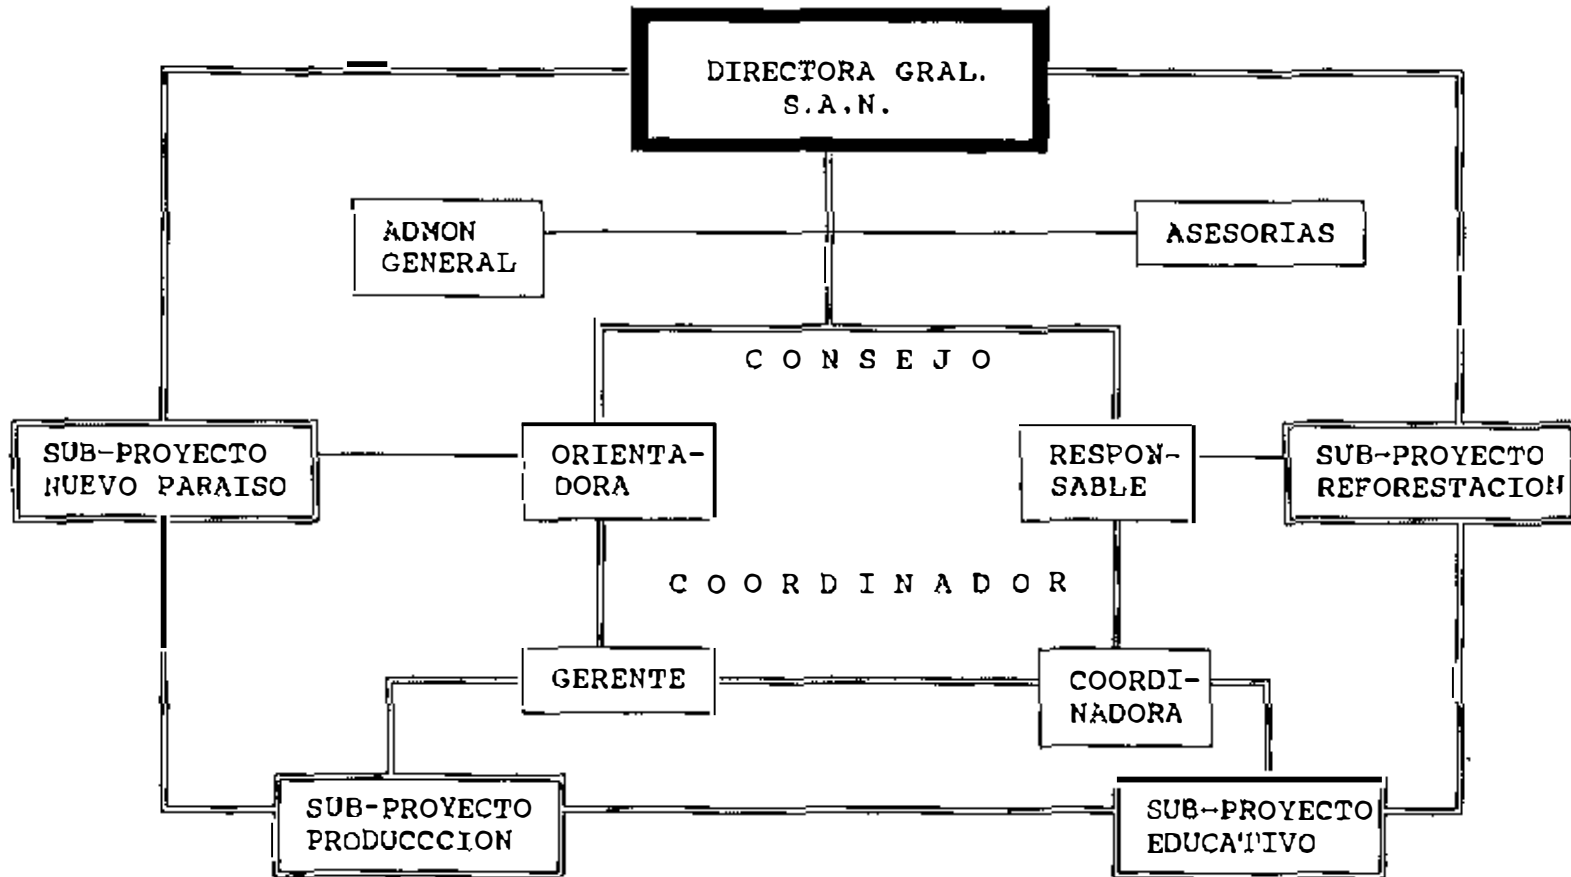 DIRECTORA GRAL.
S.A.N.
ADMON
GENERAL
ASESORIAS
C O N S E J O
SUB-PROYECTO
NUEVO PARAISO
ORIENTA-
DORA
RESPON-
SABLE
SUB-PROYECTO
REFORESTACION
C O O R D I N A D O R
GERENTE
COORDI-
NADORA
SUB-PROYECTO
PRODUCCCION
SUB-PROYECTO
EDUCATIVO